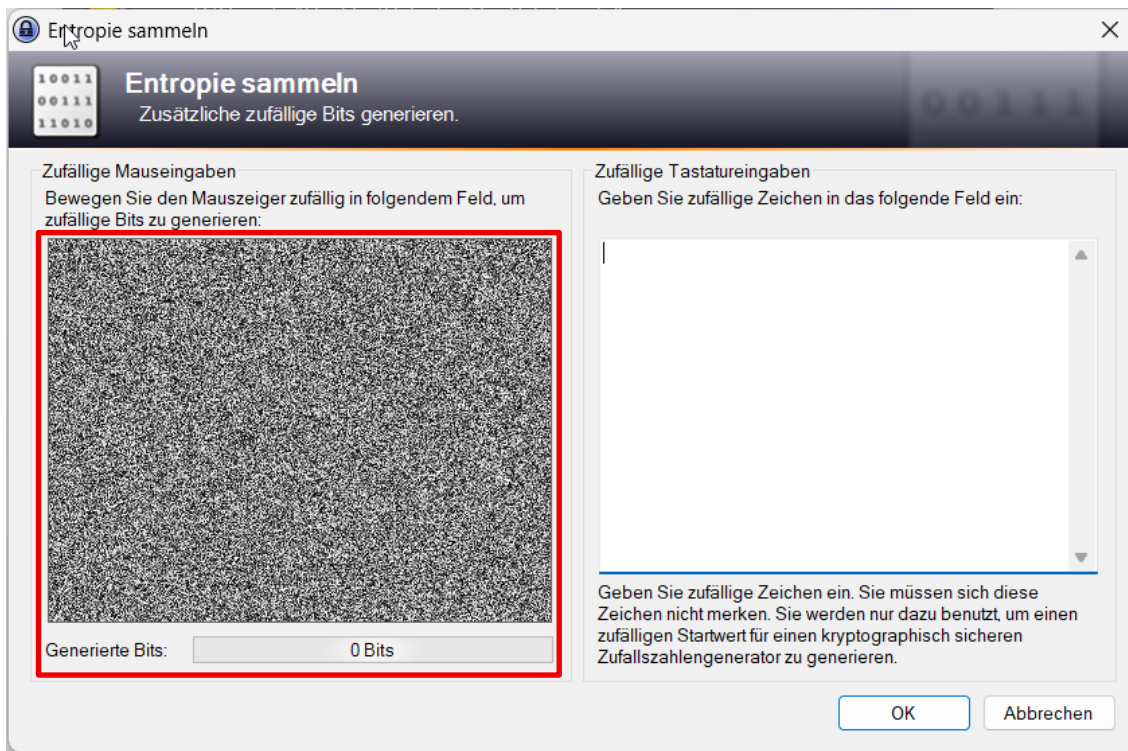 Entropie sammeln
10011
00111
11010
Entropie sammeln
Zusätzliche zufällige Bits generieren.
00111
Zufällige Mauseingaben
Bewegen Sie den Mauszeiger zufällig in folgendem Feld, um
zufällige Bits zu generieren:
Generierte Bits:
0 Bits
Zufällige Tastatureingaben
Geben Sie zufällige Zeichen in das folgende Feld ein:
Geben Sie zufällige Zeichen ein. Sie müssen sich diese
Zeichen nicht merken. Sie werden nur dazu benutzt, um einen
zufälligen Startwert für einen kryptographisch sicheren
Zufallszahlengenerator zu generieren.
OK
Abbrechen